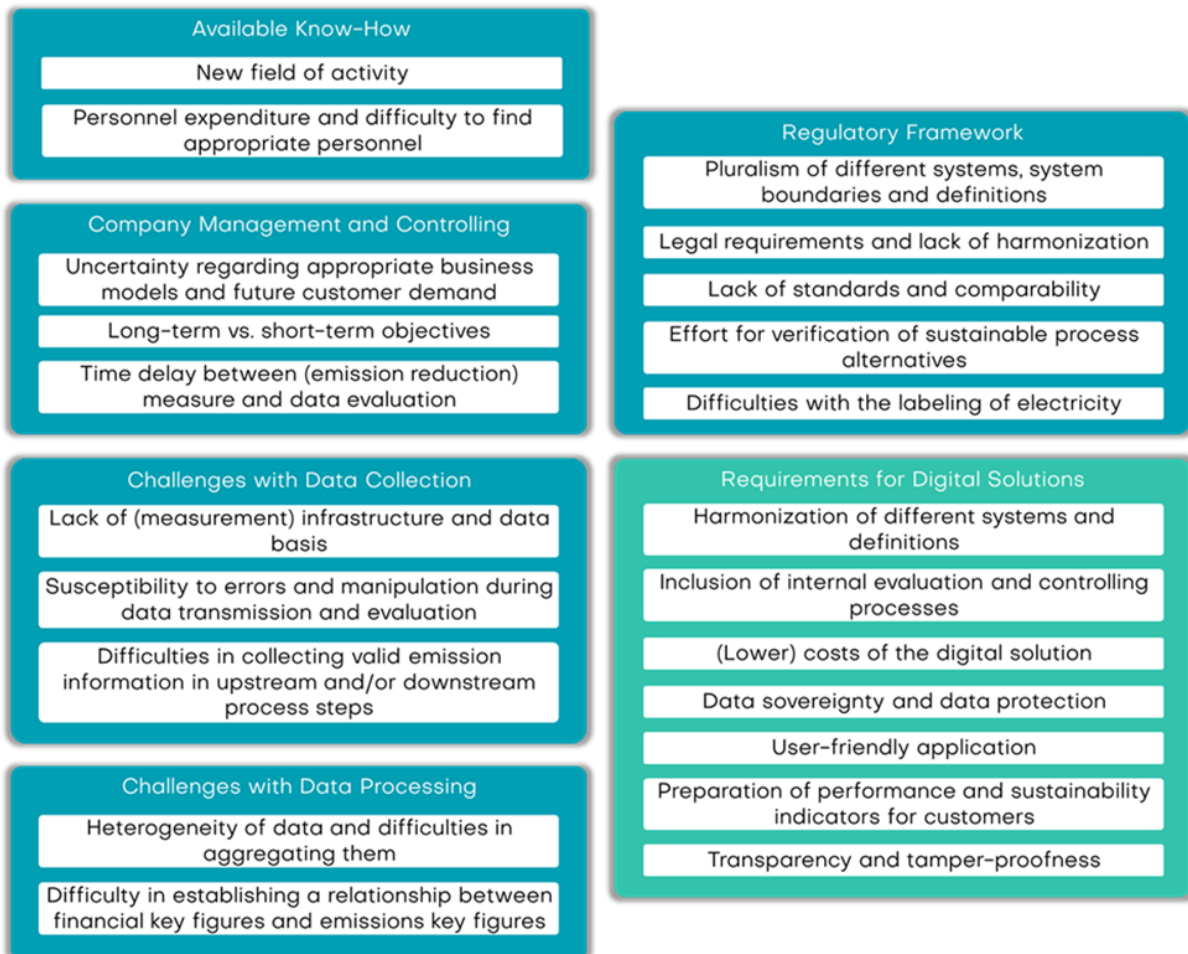 Available Know-How
New field of activity
Personnel expenditure and difficulty to find
appropriate personnel
Company Management and Controlling
Uncertainty regarding appropriate business
models and future customer demand
Long-term vs. short-term objectives
Time delay between (emission reduction)
measure and data evaluation
Challenges with Data Collection
Lack of (measurement) infrastructure and data
basis
Susceptibility to errors and manipulation during
data transmission and evaluation
Difficulties in collecting valid emission
information in upstream and/or downstream
process steps
Challenges with Data Processing
Heterogeneity of data and difficulties in
aggregating them
Difficulty in establishing a relationship between
financial key figures and emissions key figures
Regulatory Framework
Pluralism of different systems, system
boundaries and definitions
Legal requirements and lack of harmonization
Lack of standards and comparability
Effort for verification of sustainable process
alternatives
Difficulties with the labeling of electricity
Requirements for Digital Solutions
Harmonization of different systems and
definitions
Inclusion of internal evaluation and controlling
processes
(Lower) costs of the digital solution
Data sovereignty and data protection
User-friendly application
Preparation of performance and sustainability
indicators for customers
Transparency and tamper-proofness